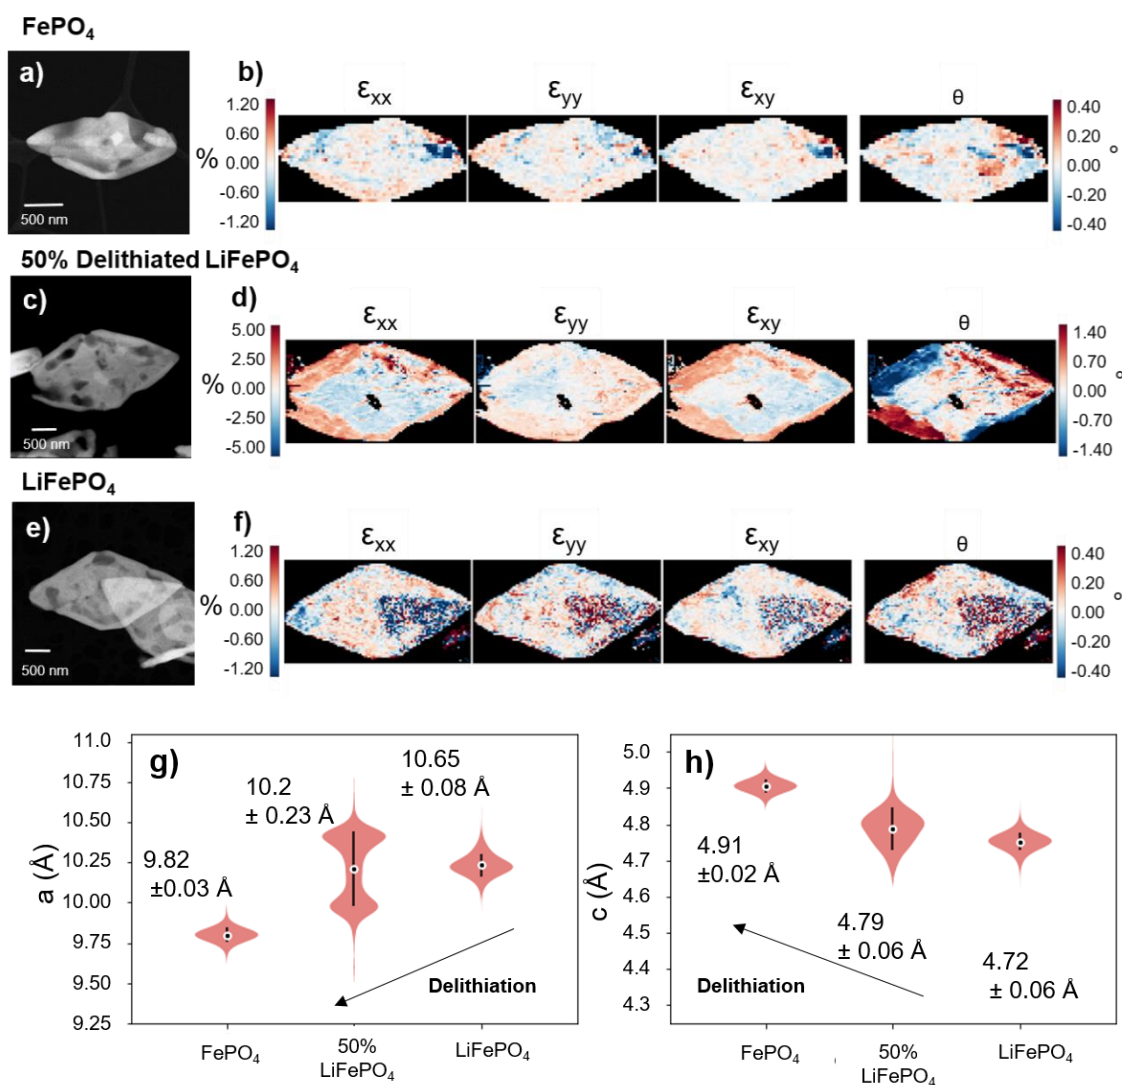 FePO4
a)
500 nm
b)
εxx
εyy
εxy
θ
%
1.20
0.60
0.00
-0.60
-1.20
0.40
0.20
0.00
-0.20
-0.40
°
50% Delithiated LiFePO4
c)
500 nm
d)
εxx
εyy
εxy
θ
%
5.00
2.50
0.00
-2.50
-5.00
1.40
0.70
0.00
-0.70
-1.40
°
LiFePO4
e)
500 nm
f)
εxx
εyy
εxy
θ
%
1.20
0.60
0.00
-0.60
-1.20
0.40
0.20
0.00
-0.20
-0.40
°
g)
a (Å)
11.0
10.75
10.50
10.25
10.00
9.75
9.50
9.25
9.82
±0.03 Å
10.2
± 0.23 Å
10.65
± 0.08 Å
Delithiation
FePO4
50%
LiFePO4
LiFePO4
h)
c (Å)
5.0
4.9
4.8
4.7
4.6
4.5
4.4
4.3
4.91
±0.02 Å
4.79
± 0.06 Å
4.72
± 0.06 Å
Delithiation
FePO4
50%
LiFePO4
LiFePO4